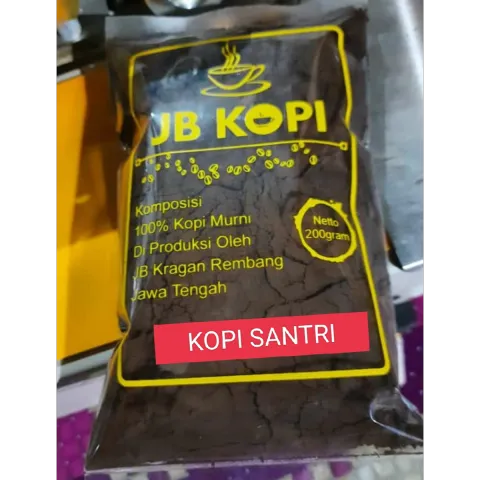 JB KOPI
Komposisi
100% Kopi Murni
Di Produksi Oleh
JB Kragan Rembang
Jawa Tengah
Netto
200gram
KOPI SANTRI